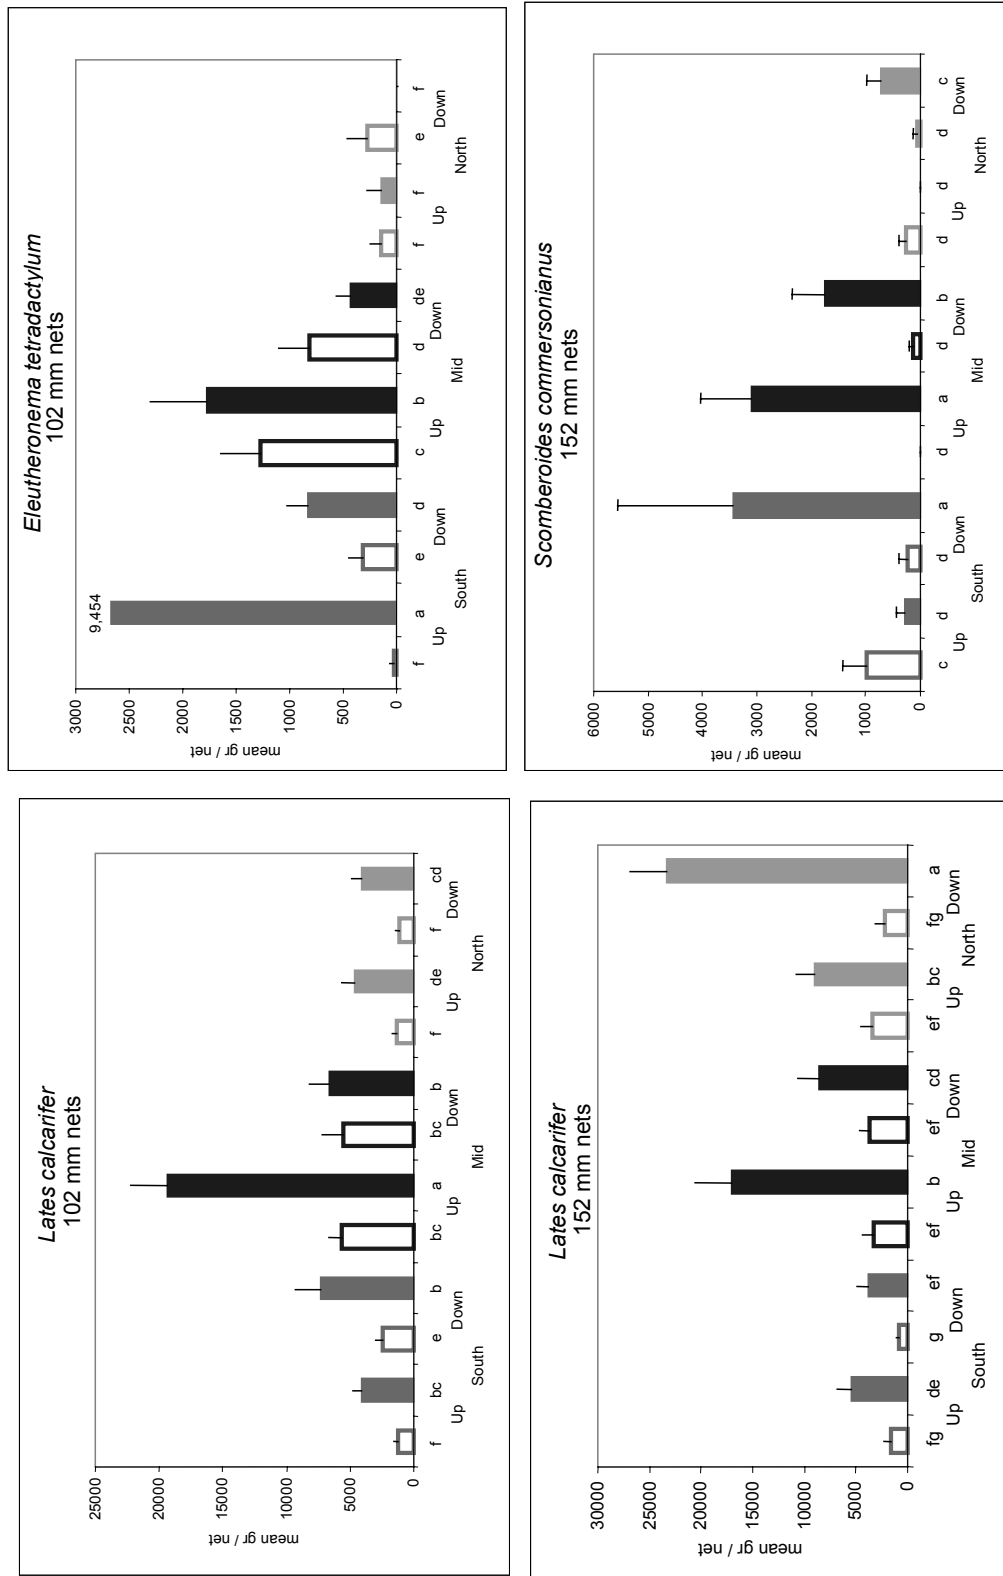 Lates calcarifer
102 mm nets
mean gr / net
25000
20000
15000
10000
5000
0
f bc e b bc a bc b f de f cd
Up Down Up Down Up Down
South Mid North
Eleutheronema tetradactylum
102 mm nets
mean gr / net
3000
2500
2000
1500
1000
500
0
9,454
f a e d c b d de f f e f
Up Down Up Down Up Down
South Mid North
Lates calcarifer
152 mm nets
mean gr / net
30000
25000
20000
15000
10000
5000
0
fg de g ef ef b ef cd ef bc fg a
Up Down Up Down Up Down
South Mid North
Scomberoides commersonianus
152 mm nets
mean gr / net
6000
5000
4000
3000
2000
1000
0
c d d a d a d b d d d c
Up Down Up Down Up Down
South Mid North